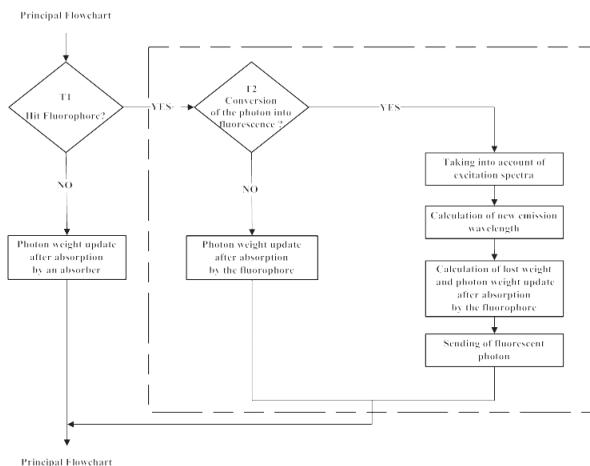 Principal Flowchart
T1
Hit Fluorophore?
YES
T2
Conversion
of the photon into
fluorescence ?
YES
NO
NO
Photon weight update
after absorption
by an absorber
Photon weight update
after absorption
by the fluorophore
Taking into account of
excitation spectra
Calculation of new emission
wavelength
Calculation of lost weight
and photon weight update
after absorption
by the fluorophore
Sending of fluorescent
photon
Principal Flowchart